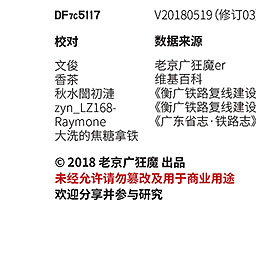 DF7C5117 V20180519（修订03
校对 数据来源
文俊 老京广狂魔er
香茶 维基百科
秋水閣初漣 《衡广铁路复线建设
zyn_LZ168- 《衡广铁路复线建设
Raymone 《广东省志·铁路志》
大洗的焦糖拿铁
© 2018 老京广狂魔 出品
未经允许请勿篡改及用于商业用途
欢迎分享并参与研究